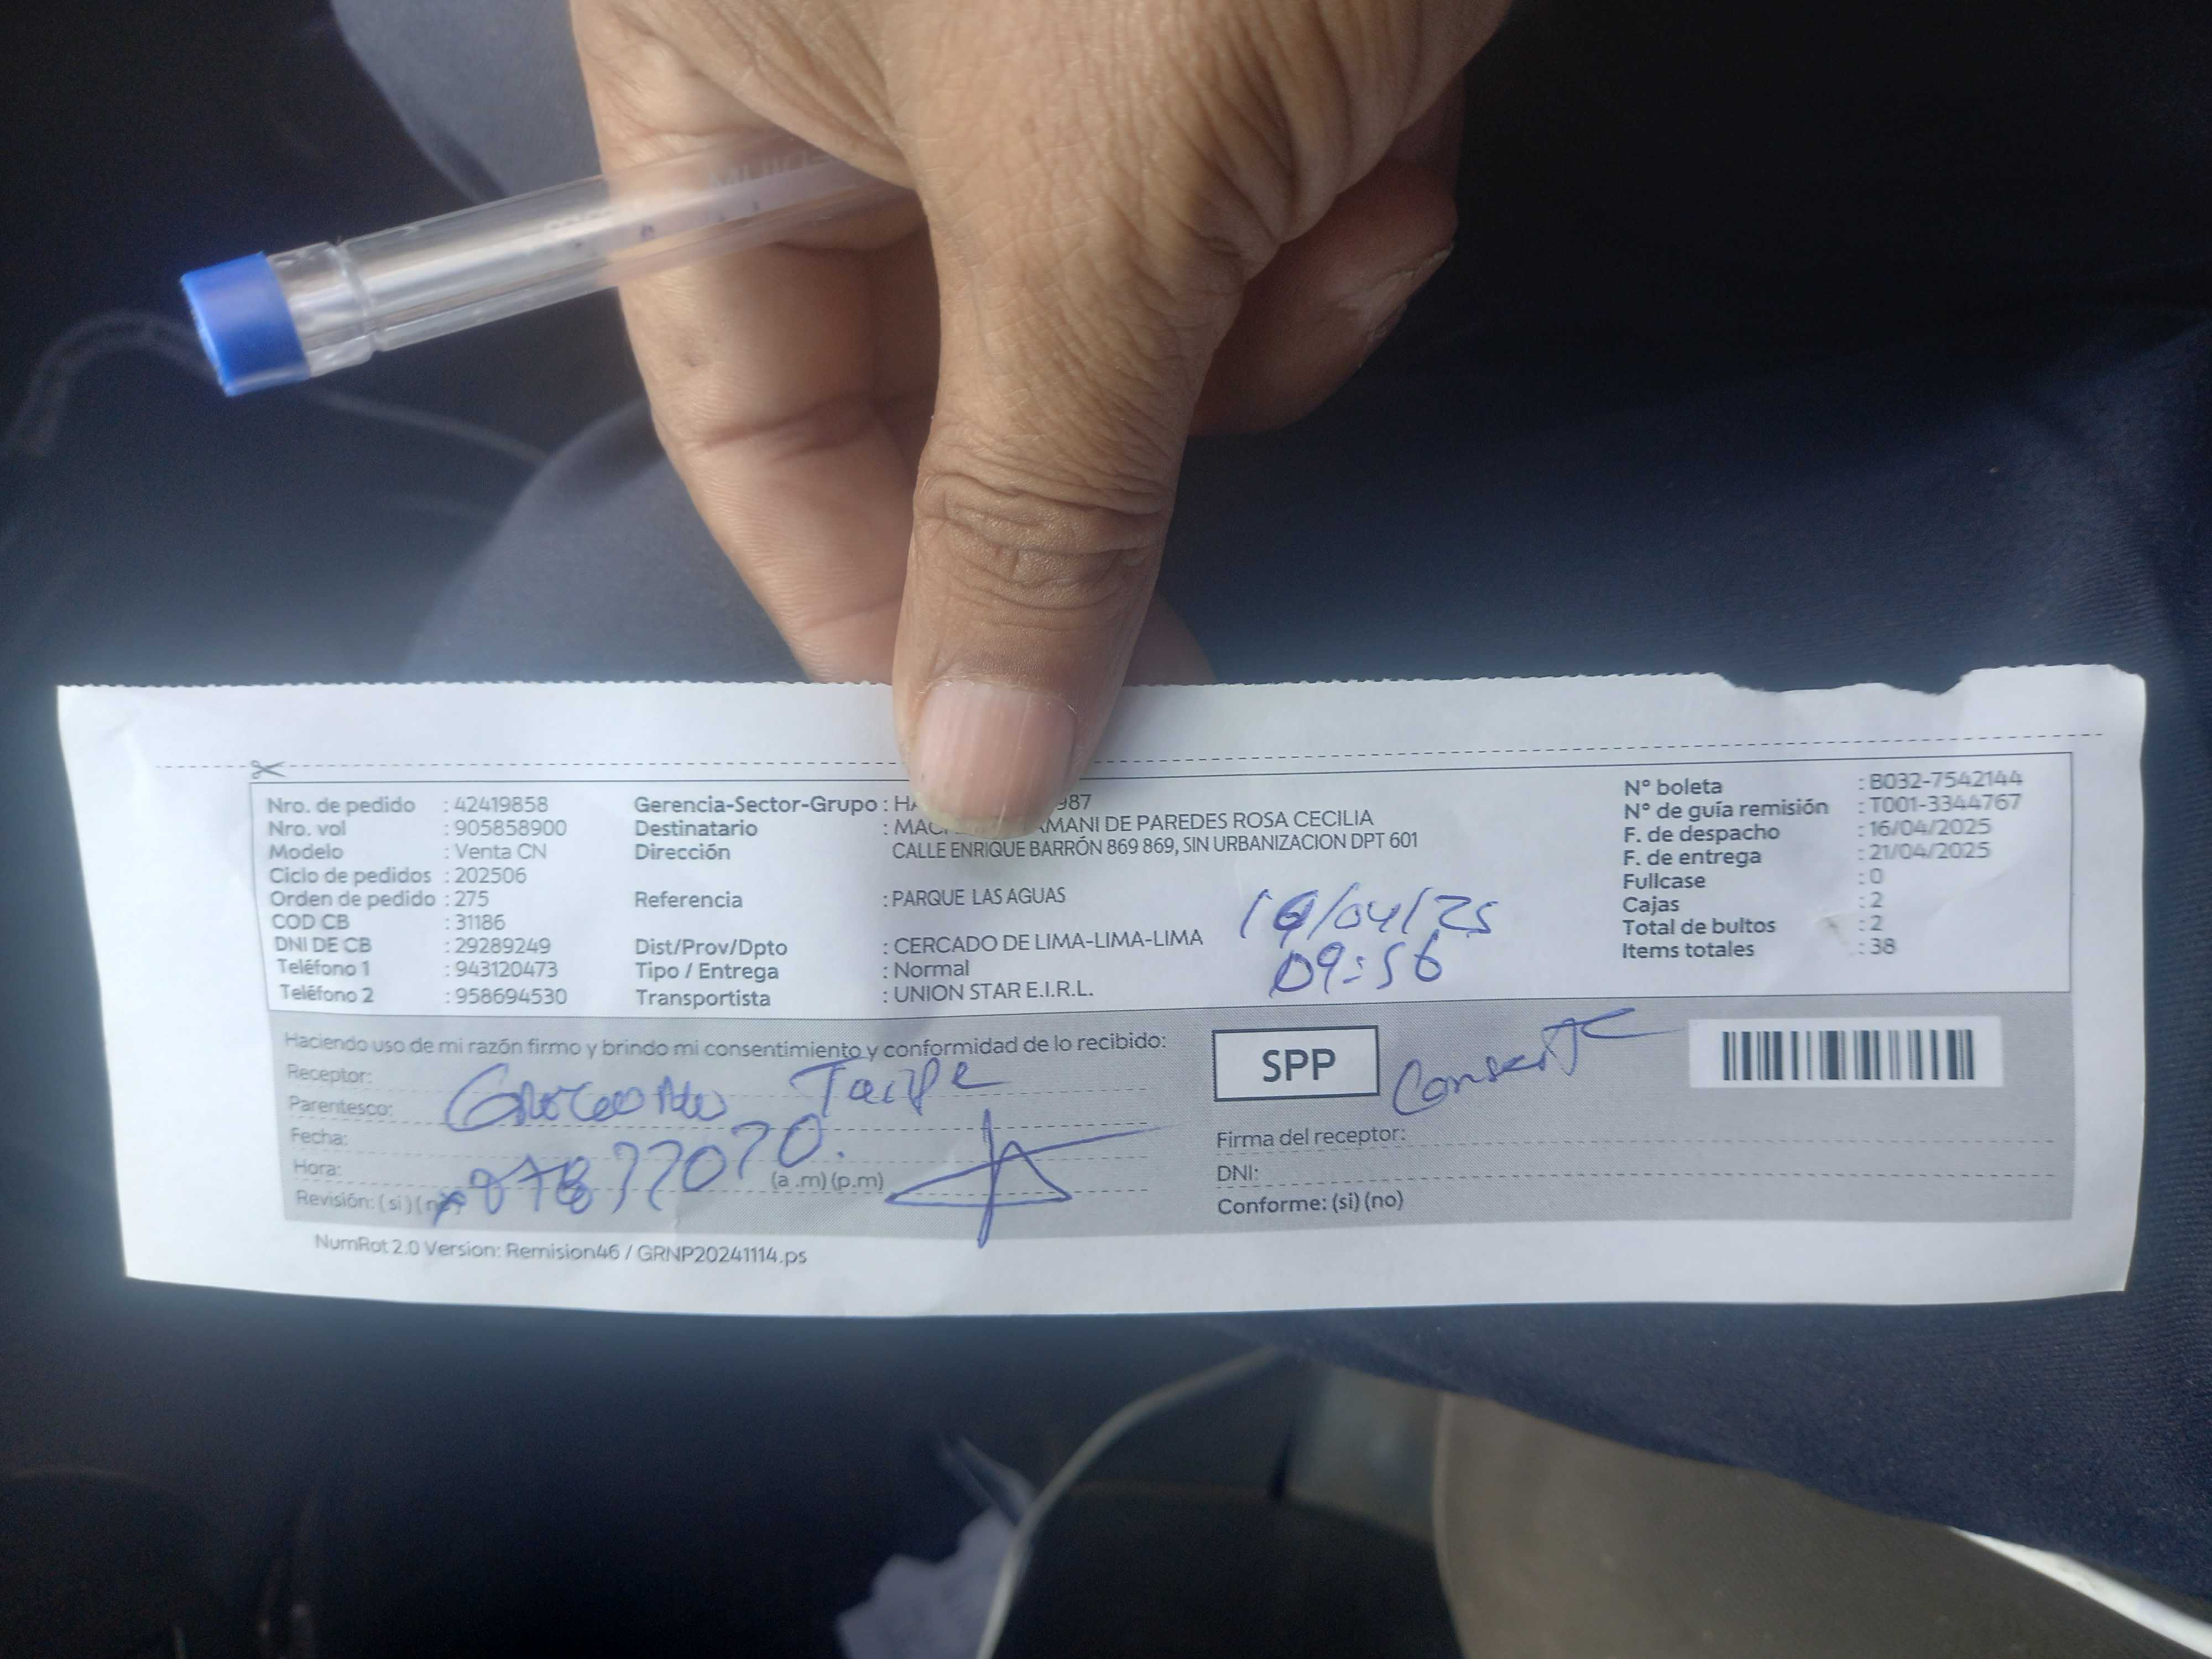 Nro. de pedido : 42419858
Nro. vol : 905858900
Modelo : Venta CN
Ciclo de pedidos : 202506
Orden de pedido : 275
COD CB : 31186
DNI DE CB : 29289249
Teléfono 1 : 943120473
Teléfono 2 : 958694530
Gerencia-Sector-Grupo : HA 987
Destinatario : MAC AMANI DE PAREDES ROSA CECILIA
Dirección CALLE ENRIQUE BARRÓN 869 869, SIN URBANIZACION DPT 601
Referencia : PARQUE LAS AGUAS
Dist/Prov/Dpto : CERCADO DE LIMA-LIMA-LIMA
Tipo / Entrega : Normal
Transportista : UNION STAR E.I.R.L.
09:56
N° boleta : B032-7542144
N° de guía remisión : T001-3344767
F. de despacho : 16/04/2025
F. de entrega : 21/04/2025
Fullcase : 0
Cajas : 2
Total de bultos : 2
Items totales : 38
Haciendo uso de mi razón firmo y brindo mi consentimiento y conformidad de lo recibido:
Receptor:
Parentesco:
Fecha:
Hora: (a .m) (p.m)
Revisión: ( si ) ( no )
SPP
Firma del receptor:
DNI:
Conforme: (si) (no)
NumRot 2.0 Version: Remision46 / GRNP20241114.ps